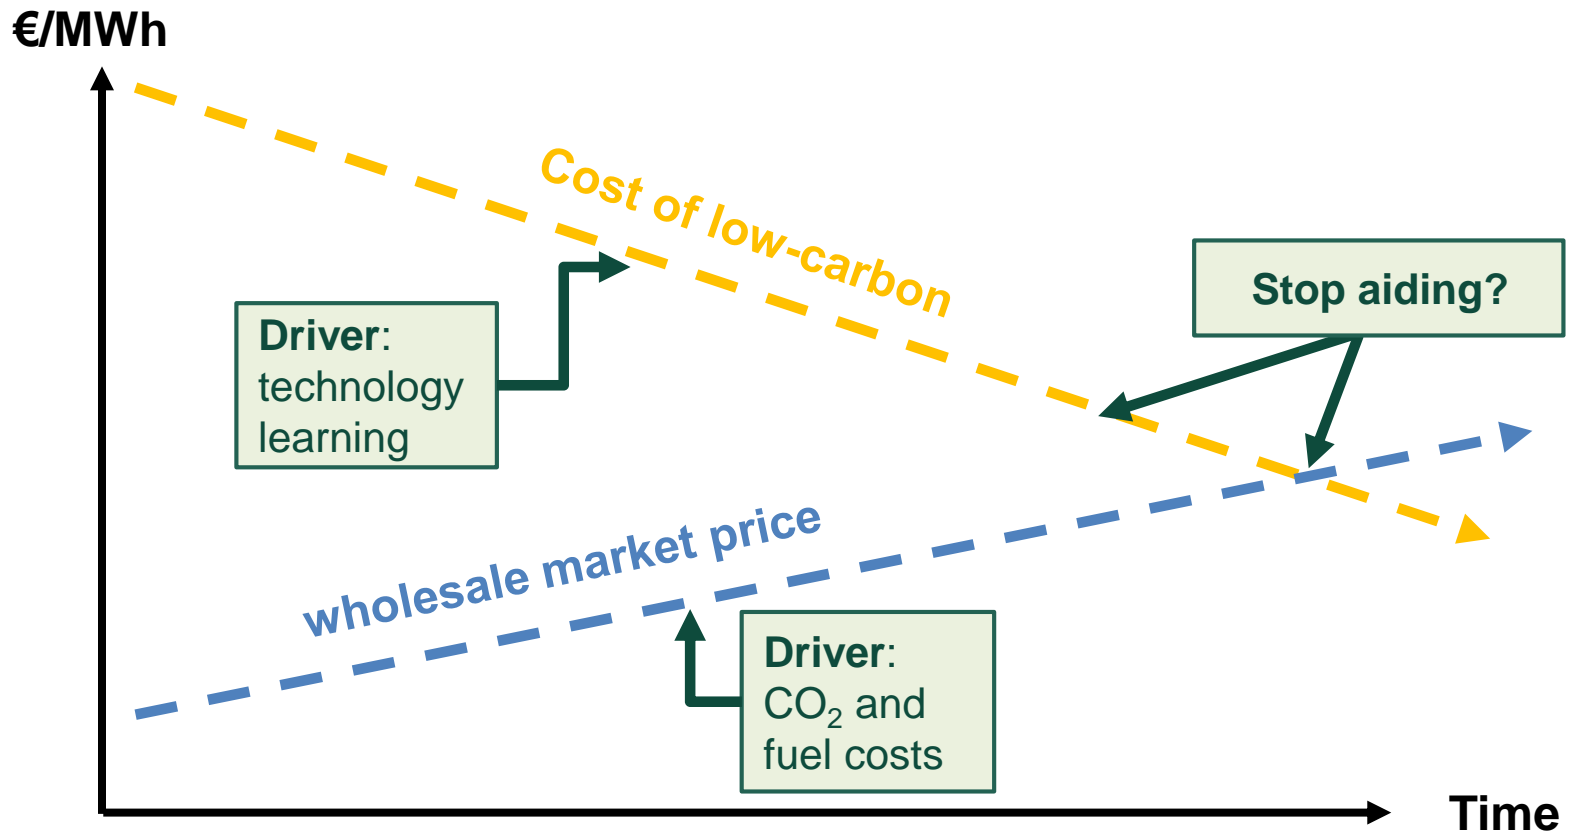 €/MWh
Cost of low-carbon
Stop aiding?
Driver:
technology
learning
wholesale market price
Driver:
CO₂ and
fuel costs
Time